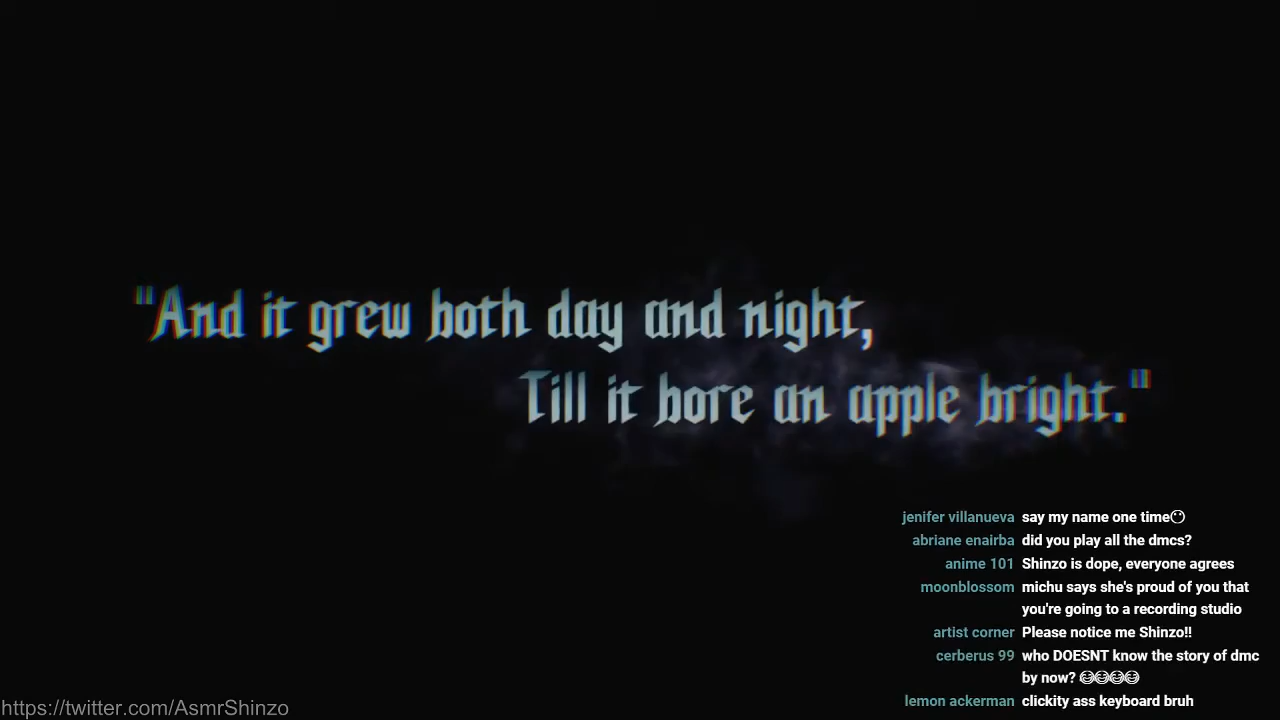 "And it grew both day and night,
Till it bore an apple bright."
jenifer villanueva say my name one time😶
abriane enairba did you play all the dmcs?
anime 101 Shinzo is dope, everyone agrees
moonblossom michu says she's proud of you that
you're going to a recording studio
artist corner Please notice me Shinzo!!
cerberus 99 who DOESNT know the story of dmc
by now? 😂😂😂😂
lemon ackerman clickity ass keyboard bruh
https://twitter.com/AsmrShinzo